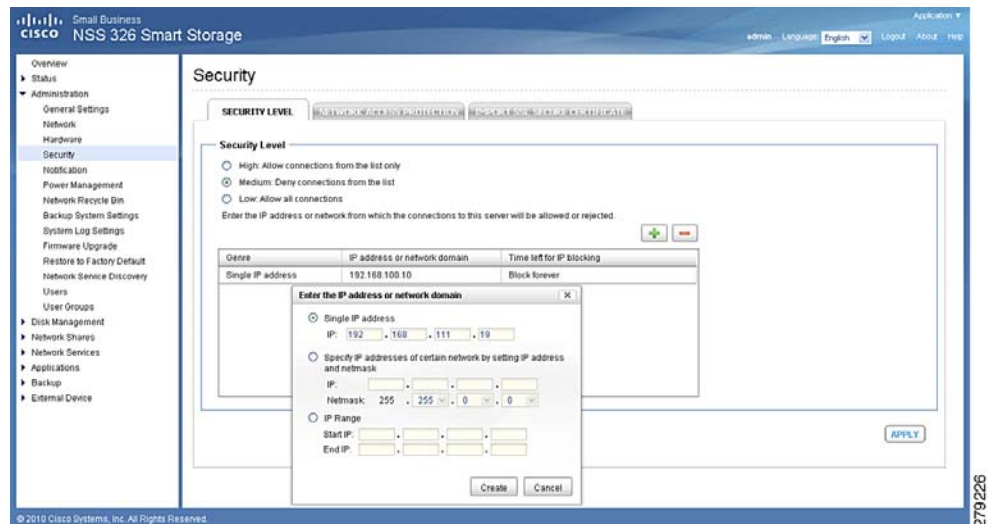 Small Business
CISCO NSS 326 Smart Storage
Application
admin Language: English Logout About Help
Overview
Status
Administration
General Settings
Network
Hardware
Security
Notification
Power Management
Network Recycle Bin
Backup System Settings
System Log Settings
Firmware Upgrade
Restore to Factory Default
Network Service Discovery
Users
User Groups
Disk Management
Network Shares
Network Services
Applications
Backup
External Device
Security
SECURITY LEVEL NETWORK ACCESS PROTECTION IMPORT SSL SECURE CERTIFICATE
Security Level
High: Allow connections from the list only
Medium: Deny connections from the list
Low: Allow all connections
Enter the IP address or network from which the connections to this server will be allowed or rejected.
Genre IP address or network domain Time left for IP blocking
Single IP address 192.168.100.10 Block forever
Enter the IP address or network domain
Single IP address
IP: 192 . 168 . 111 . 19
Specify IP addresses of certain network by setting IP address
and netmask
IP: . . .
Netmask: 255 . 255 . 0 . 0
IP Range
Start IP: . . .
End IP: . . .
Create Cancel
APPLY
© 2010 Cisco Systems, Inc. All Rights Reserved.
279226